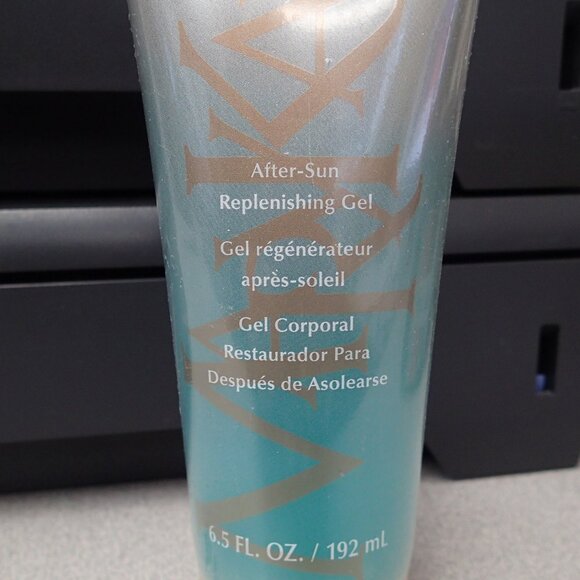 After-Sun
Replenishing Gel
Gel régénérateur
après-soleil
Gel Corporal
Restaurador Para
Después de Asolearse
6.5 FL. OZ. / 192 mL